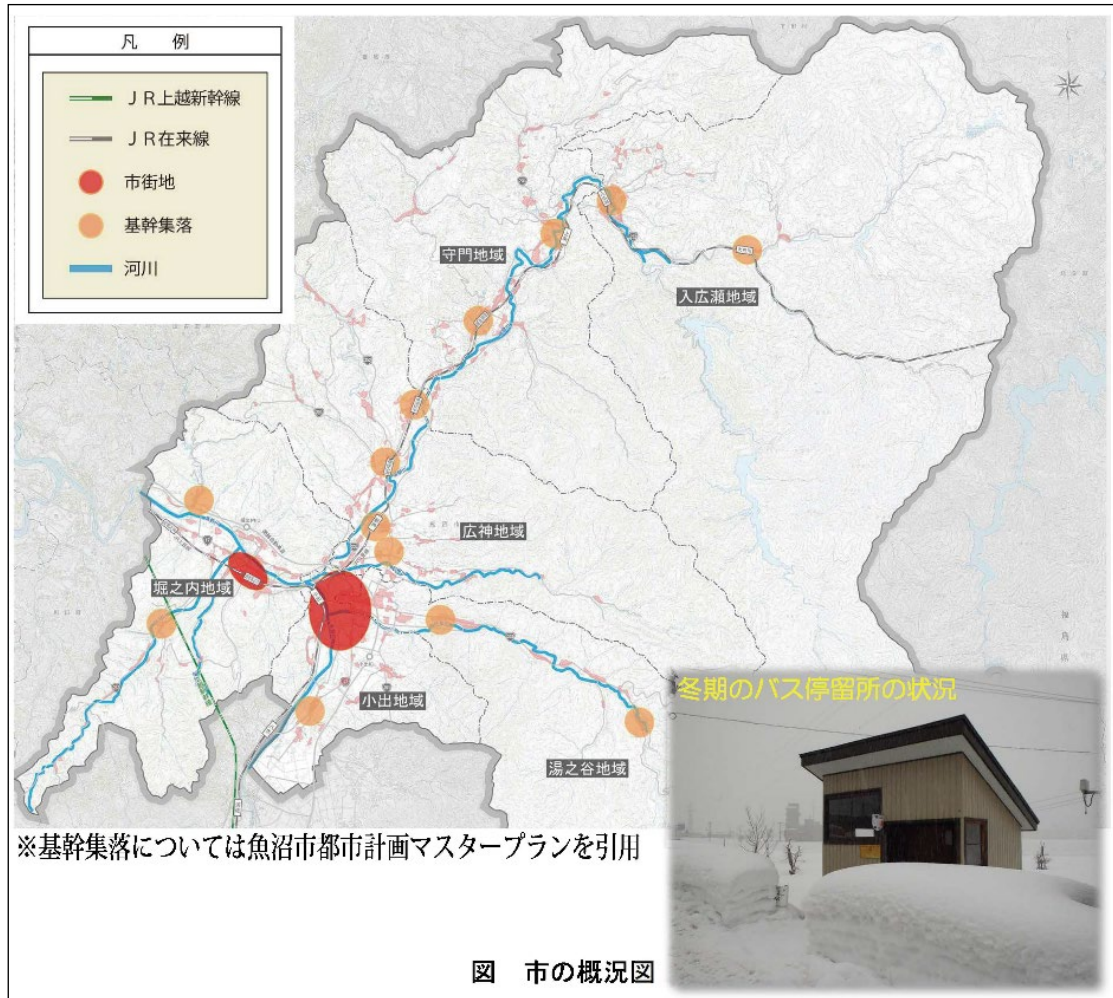 凡　例
ＪＲ上越新幹線
ＪＲ在来線
市街地
基幹集落
河川
守門地域
入広瀬地域
広神地域
堀之内地域
小出地域
湯之谷地域
冬期のバス停留所の状況
※基幹集落については魚沼市都市計画マスタープランを引用
図　市の概況図